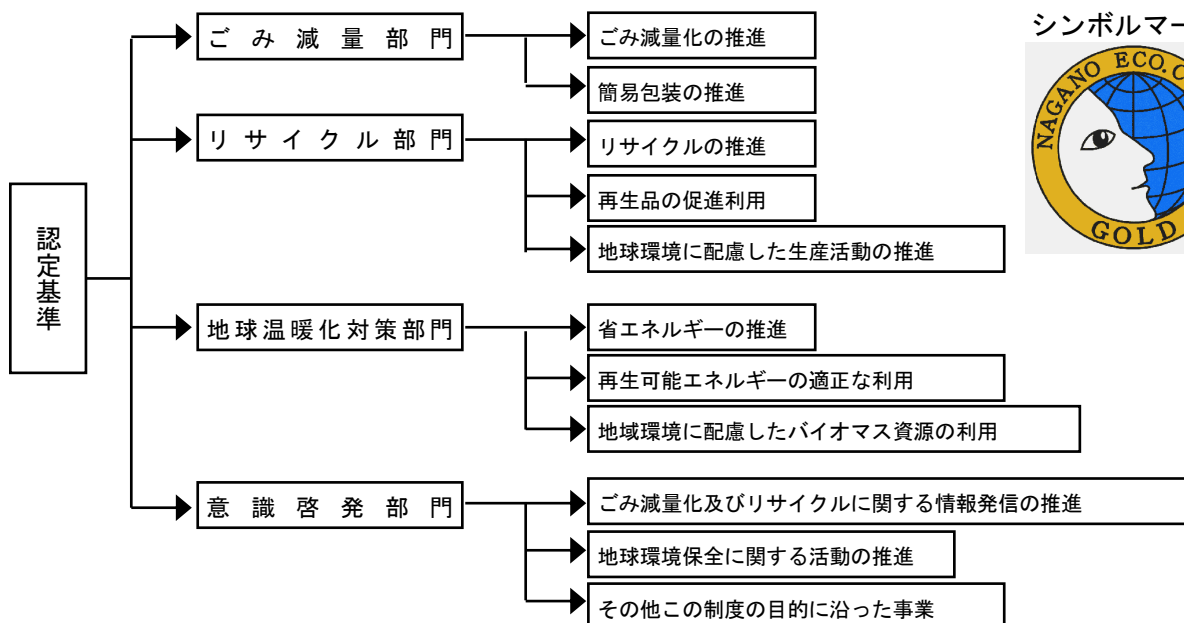 認定基準
ごみ減量部門
ごみ減量化の推進
簡易包装の推進
リサイクル部門
リサイクルの推進
再生品の促進利用
地球環境に配慮した生産活動の推進
地球温暖化対策部門
省エネルギーの推進
再生可能エネルギーの適正な利用
地域環境に配慮したバイオマス資源の利用
意識啓発部門
ごみ減量化及びリサイクルに関する情報発信の推進
地球環境保全に関する活動の推進
その他この制度の目的に沿った事業
シンボルマー
NAGANO ECO.
GOLD